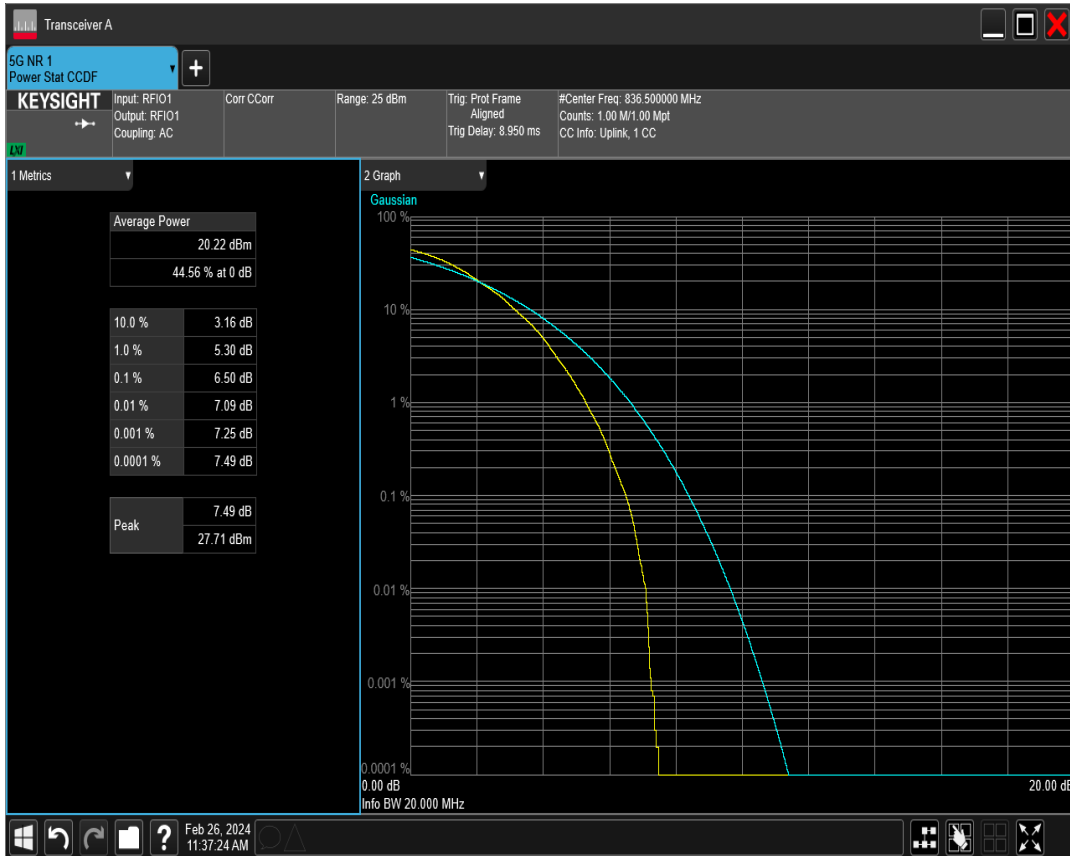 Transceiver A
5G NR 1
Power Stat CCDF
KEYSIGHT
LXI
Input: RFIO1
Output: RFIO1
Coupling: AC
Corr CCorr
Range: 25 dBm
Trig: Prot Frame
Aligned
Trig Delay: 8.950 ms
#Center Freq: 836.500000 MHz
Counts: 1.00 M/1.00 Mpt
CC Info: Uplink, 1 CC
1 Metrics
Average Power
20.22 dBm
44.56 % at 0 dB
10.0 % 3.16 dB
1.0 % 5.30 dB
0.1 % 6.50 dB
0.01 % 7.09 dB
0.001 % 7.25 dB
0.0001 % 7.49 dB
Peak
7.49 dB
27.71 dBm
2 Graph
Gaussian
100 %
10 %
1 %
0.1 %
0.01 %
0.001 %
0.0001 %
0.00 dB 20.00 dB
Info BW 20.000 MHz
Feb 26, 2024
11:37:24 AM